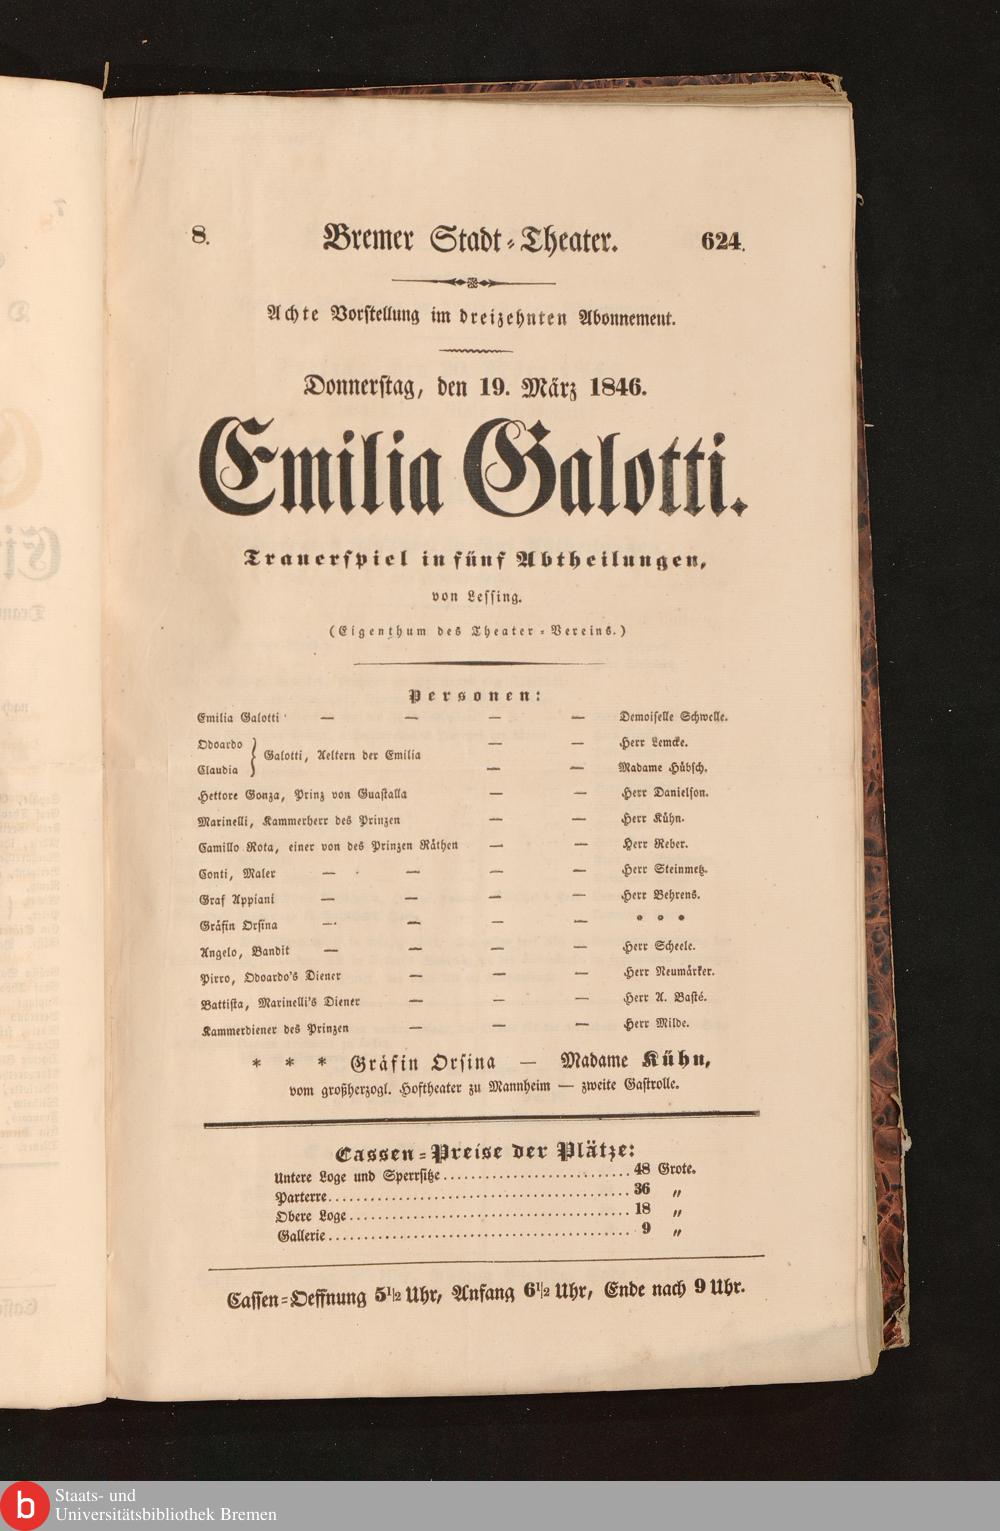 8. Bremer Stadt-Theater. 624.
Achte Vorstellung im dreizehnten Abonnement.
Donnerstag, den 19. März 1846.
Emilia Galotti.
Trauerspiel in fünf Abtheilungen,
von Lessing.
(Eigenthum des Theater-Vereins.)
Personen:
Emilia Galotti — — — — Demoiselle Schwelle.
Odoardo } Galotti, Aeltern der Emilia — — Herr Lemcke.
Claudia — — Madame Hübsch.
Hettore Gonza, Prinz von Guastalla — — Herr Danielson.
Marinelli, Kammerherr des Prinzen — — Herr Kühn.
Camillo Rota, einer von des Prinzen Räthen — — Herr Reber.
Conti, Maler — — — — Herr Steinmetz.
Graf Appiani — — — — Herr Behrens.
Gräfin Orsina — — — — * * *
Angelo, Bandit — — — — Herr Scheele.
Pirro, Odoardo's Diener — — — Herr Neumärker.
Battista, Marinelli's Diener — — — Herr A. Basté.
Kammerdiener des Prinzen — — — Herr Milde.
* * * Gräfin Orsina — Madame Kühn,
vom großherzogl. Hoftheater zu Mannheim — zweite Gastrolle.
Cassen-Preise der Plätze:
Untere Loge und Sperrsitze .......................... 48 Grote.
Parterre .......................................... 36 „
Obere Loge ........................................ 18 „
Gallerie .......................................... 9 „
Cassen-Oeffnung 5 1/2 Uhr, Anfang 6 1/2 Uhr, Ende nach 9 Uhr.
b Staats- und
Universitätsbibliothek Bremen